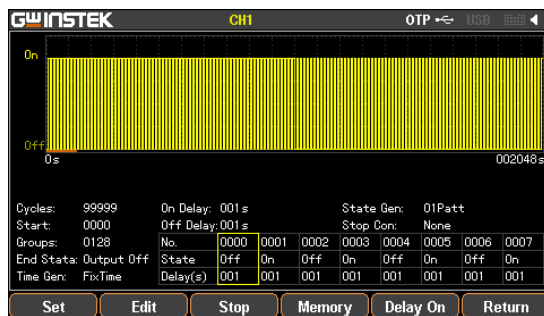 GWINSTEK CH1 OTP USB
On
Off
0s 002048s
Cycles: 99999 On Delay: 001s State Gen: 01Patt
Start: 0000 Off Delay: 001s Stop Con: None
Groups: 0128 No. 0000 0001 0002 0003 0004 0005 0006 0007
End Stata: Output Off State Off On Off On Off On Off On
Time Gen: FixTime Delay(s) 001 001 001 001 001 001 001 001
Set Edit Stop Memory Delay On Return